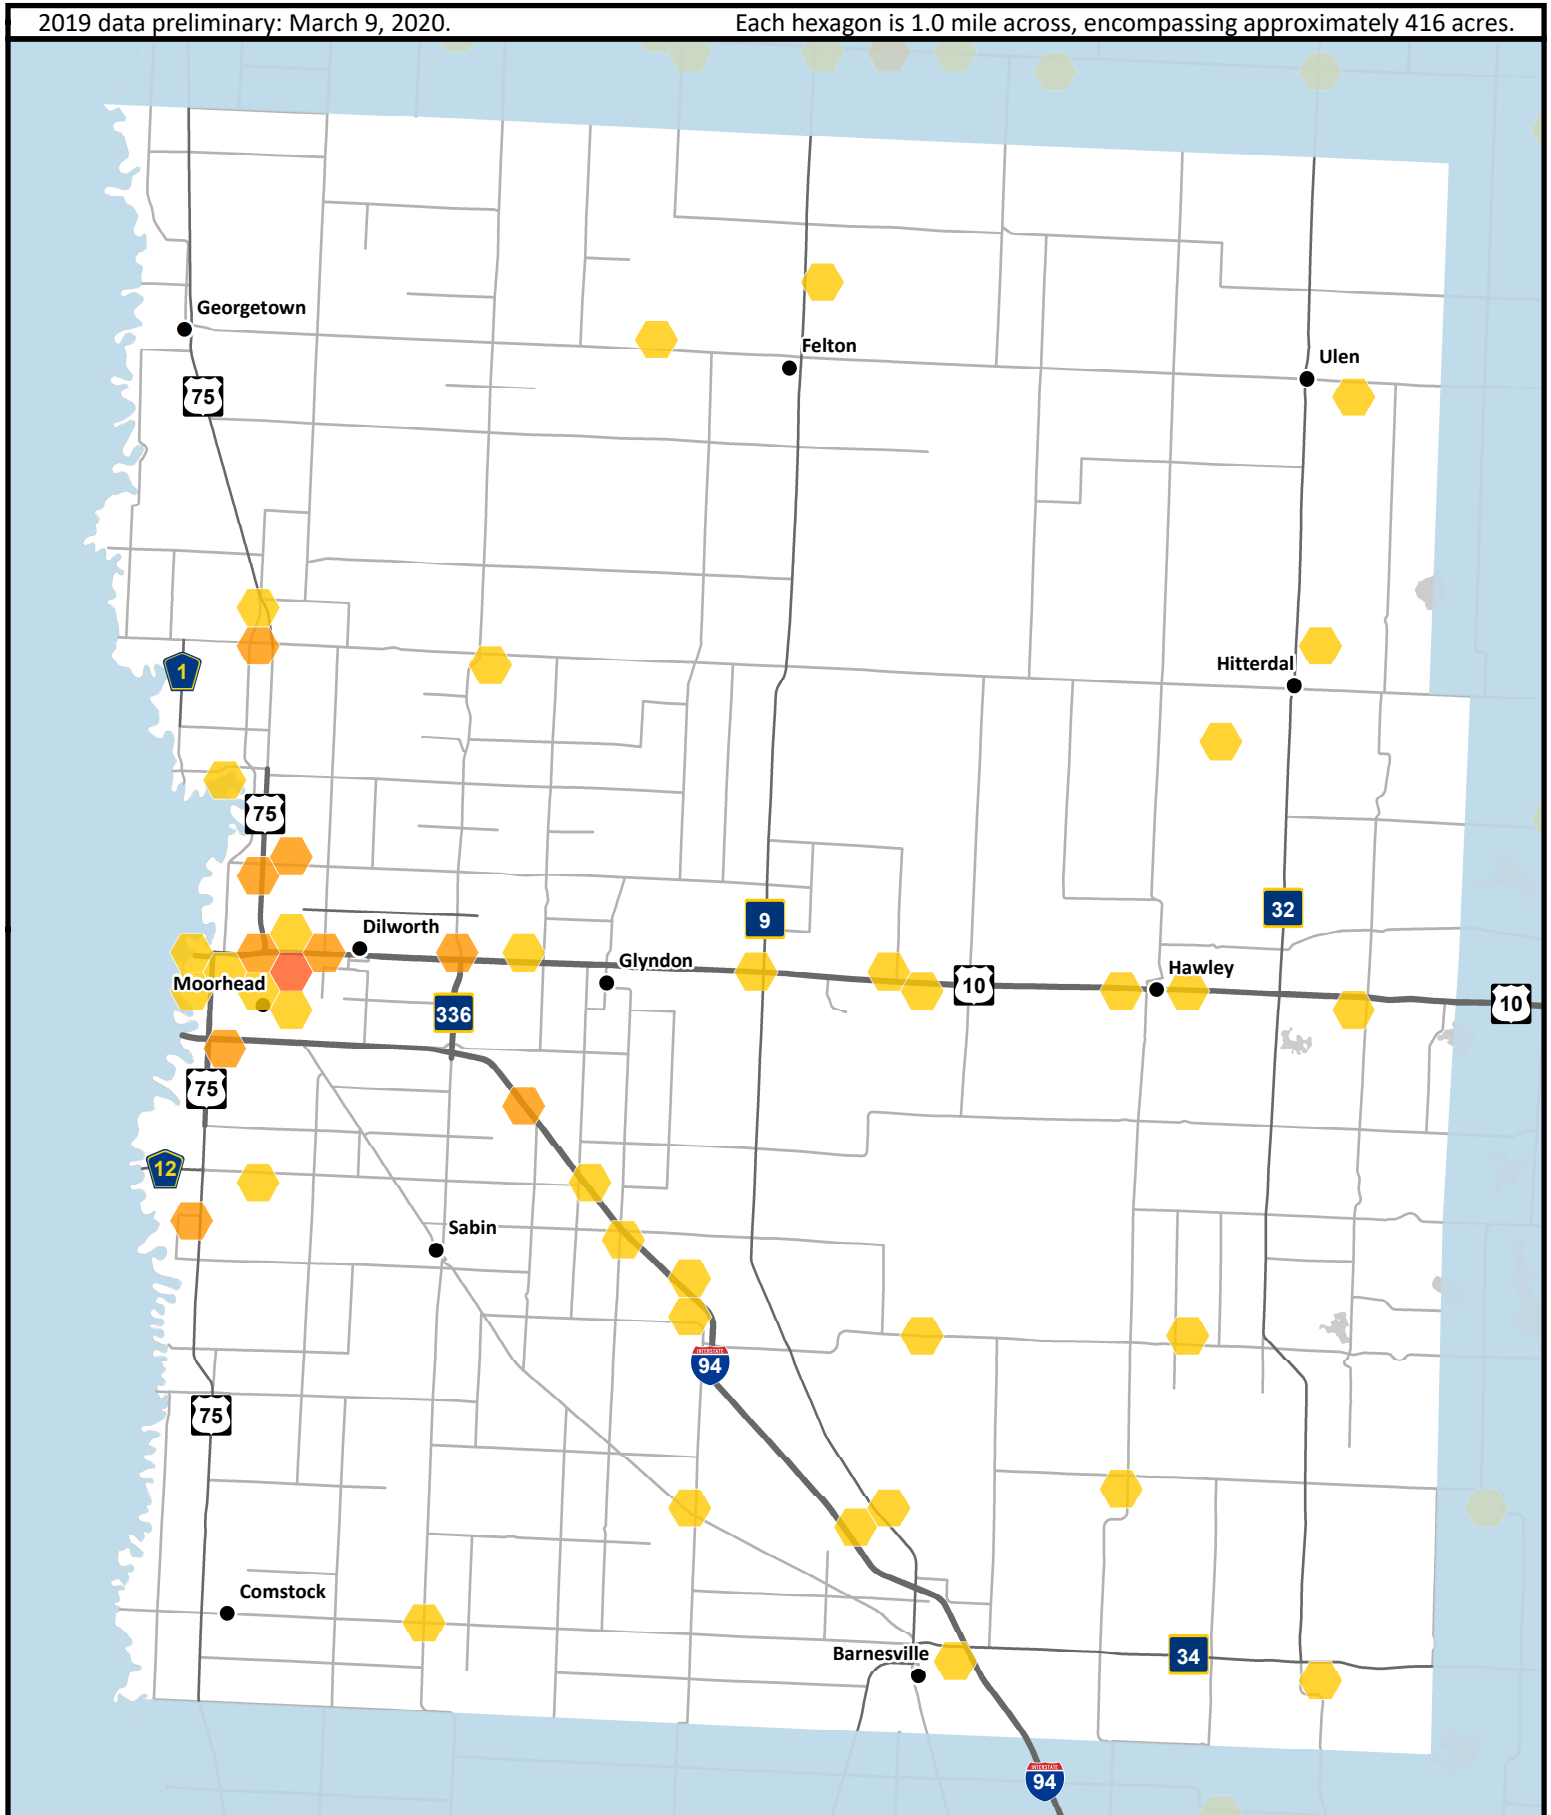 2019 data preliminary: March 9, 2020.
Each hexagon is 1.0 mile across, encompassing approximately 416 acres.
Georgetown
Felton
Ulen
75
Hitterdal
1
75
9
32
Dilworth
Glyndon
Hawley
Moorhead
10
10
336
75
12
Sabin
INTERSTATE
94
75
Comstock
Barnesville
34
INTERSTATE
94